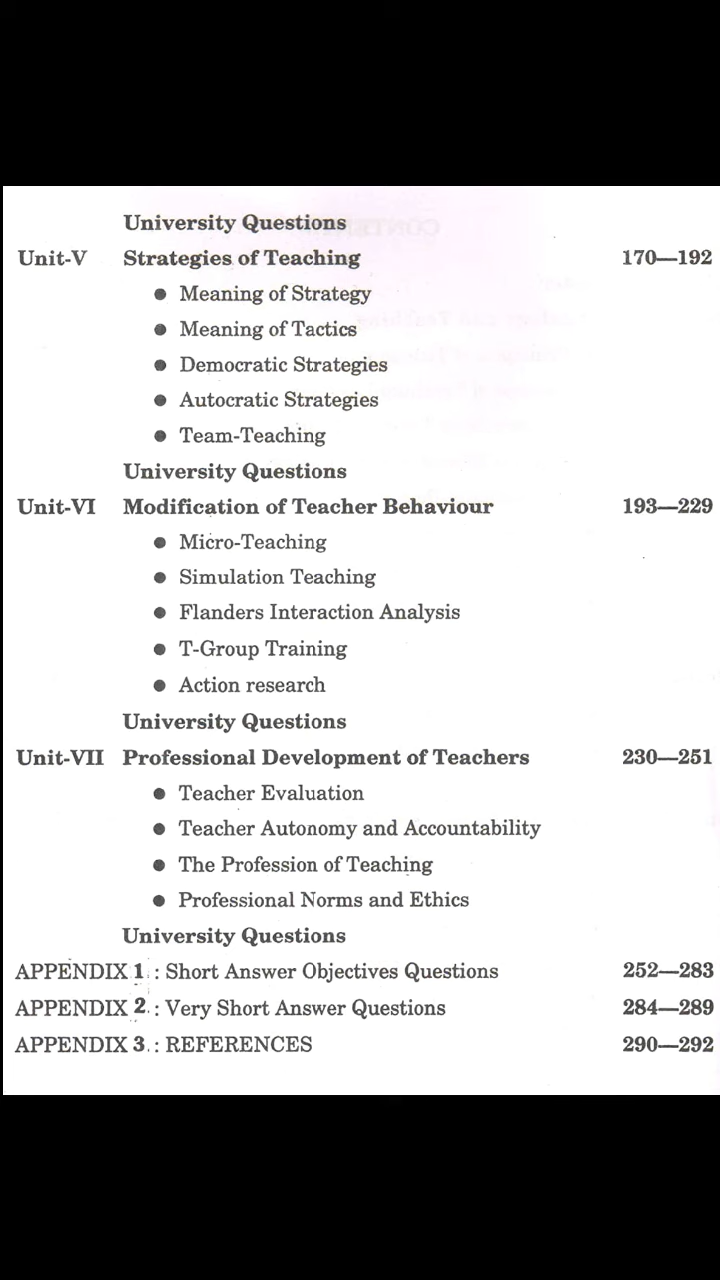 University Questions
Unit-V Strategies of Teaching 170—192
● Meaning of Strategy
● Meaning of Tactics
● Democratic Strategies
● Autocratic Strategies
● Team-Teaching
University Questions
Unit-VI Modification of Teacher Behaviour 193—229
● Micro-Teaching
● Simulation Teaching
● Flanders Interaction Analysis
● T-Group Training
● Action research
University Questions
Unit-VII Professional Development of Teachers 230—251
● Teacher Evaluation
● Teacher Autonomy and Accountability
● The Profession of Teaching
● Professional Norms and Ethics
University Questions
APPENDIX 1 : Short Answer Objectives Questions 252—283
APPENDIX 2 : Very Short Answer Questions 284—289
APPENDIX 3 : REFERENCES 290—292